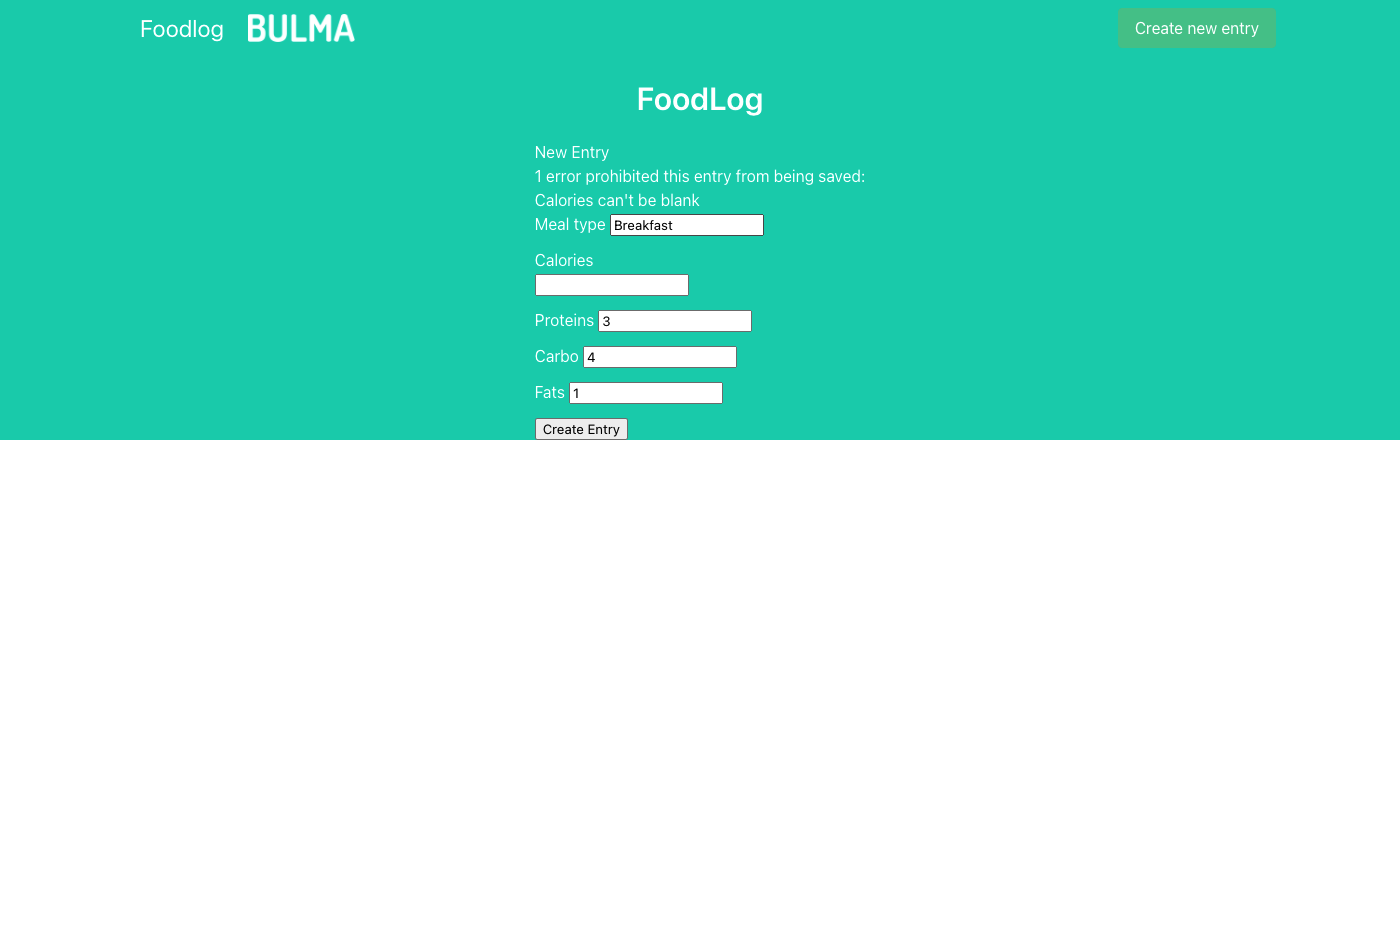 Foodlog BULMA Create new entry
FoodLog
New Entry
1 error prohibited this entry from being saved:
Calories can't be blank
Meal type Breakfast
Calories
Proteins 3
Carbo 4
Fats 1
Create Entry